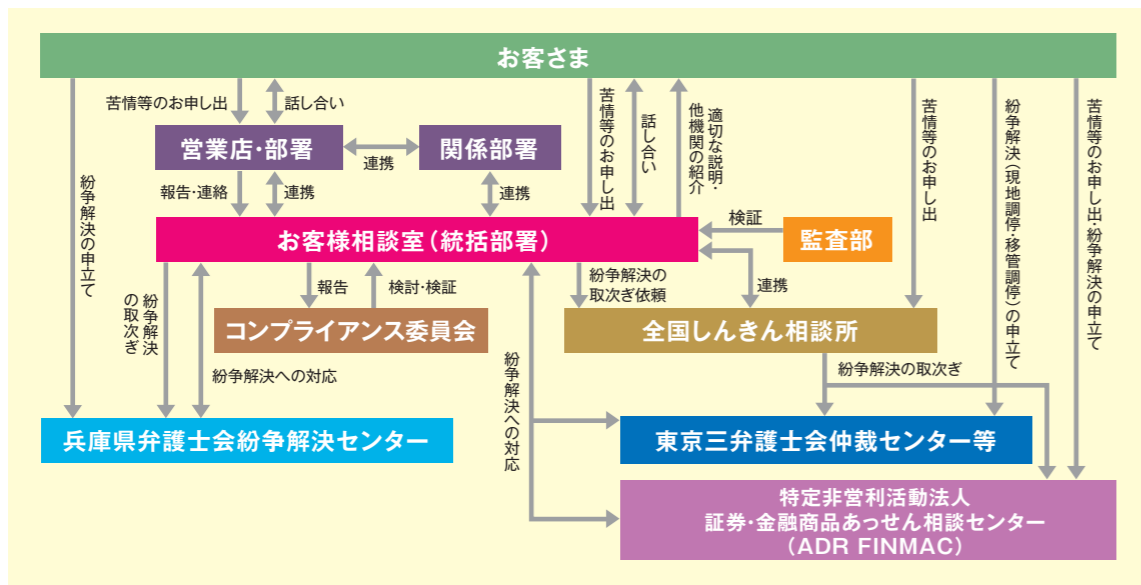 お客さま
苦情等のお申し出
話し合い
苦情等のお申し出
話し合い
適切な説明・
他機関の紹介
苦情等のお申し出
紛争解決（現地調停・移管調停）の申立て
苦情等のお申し出・紛争解決の申立て
紛争解決の申立て
営業店・部署
連携
関係部署
報告・連絡
連携
連携
お客様相談室（統括部署）
検証
監査部
紛争解決
の取次ぎ
報告
検討・検証
紛争解決の
取次ぎ依頼
連携
コンプライアンス委員会
全国しんきん相談所
紛争解決への対応
紛争解決への対応
紛争解決の取次ぎ
兵庫県弁護士会紛争解決センター
東京三弁護士会仲裁センター等
特定非営利活動法人
証券・金融商品あっせん相談センター
（ADR FINMAC）